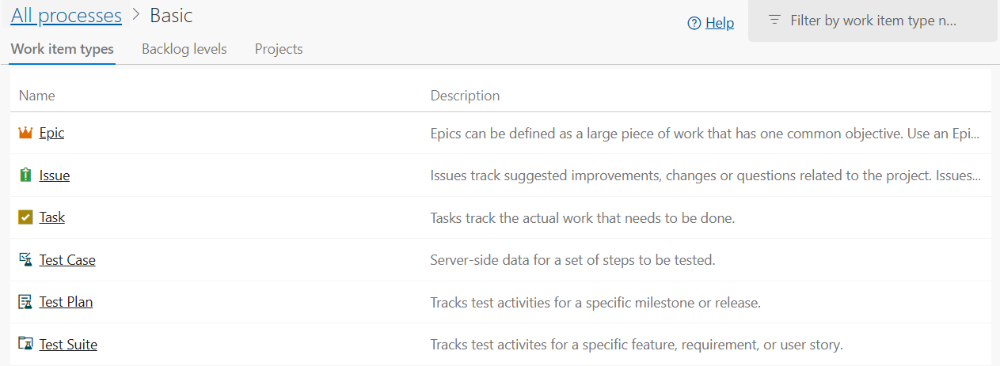 All processes > Basic
Help
Filter by work item type n...
Work item types Backlog levels Projects
Name Description
Epic Epics can be defined as a large piece of work that has one common objective. Use an Epi...
Issue Issues track suggested improvements, changes or questions related to the project. Issues...
Task Tasks track the actual work that needs to be done.
Test Case Server-side data for a set of steps to be tested.
Test Plan Tracks test activities for a specific milestone or release.
Test Suite Tracks test activites for a specific feature, requirement, or user story.